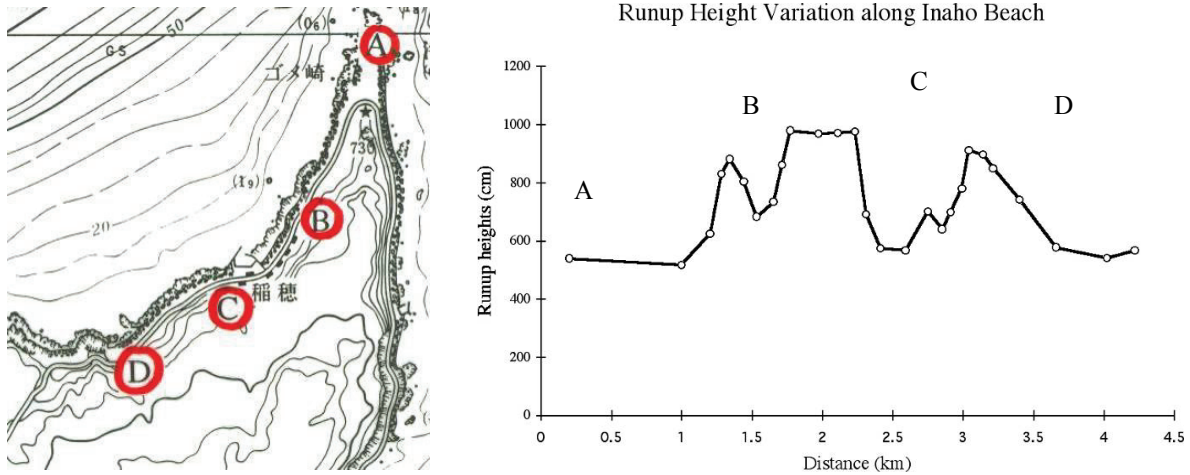 (0₆)
50
A
G S
ゴメ崎
730
(1₉)
B
20
稲穂
C
D
Runup Height Variation along Inaho Beach
1200
C
B
D
1000
A
800
600
400
200
0
Runup heights (cm)
0 0.5 1 1.5 2 2.5 3 3.5 4 4.5
Distance (km)